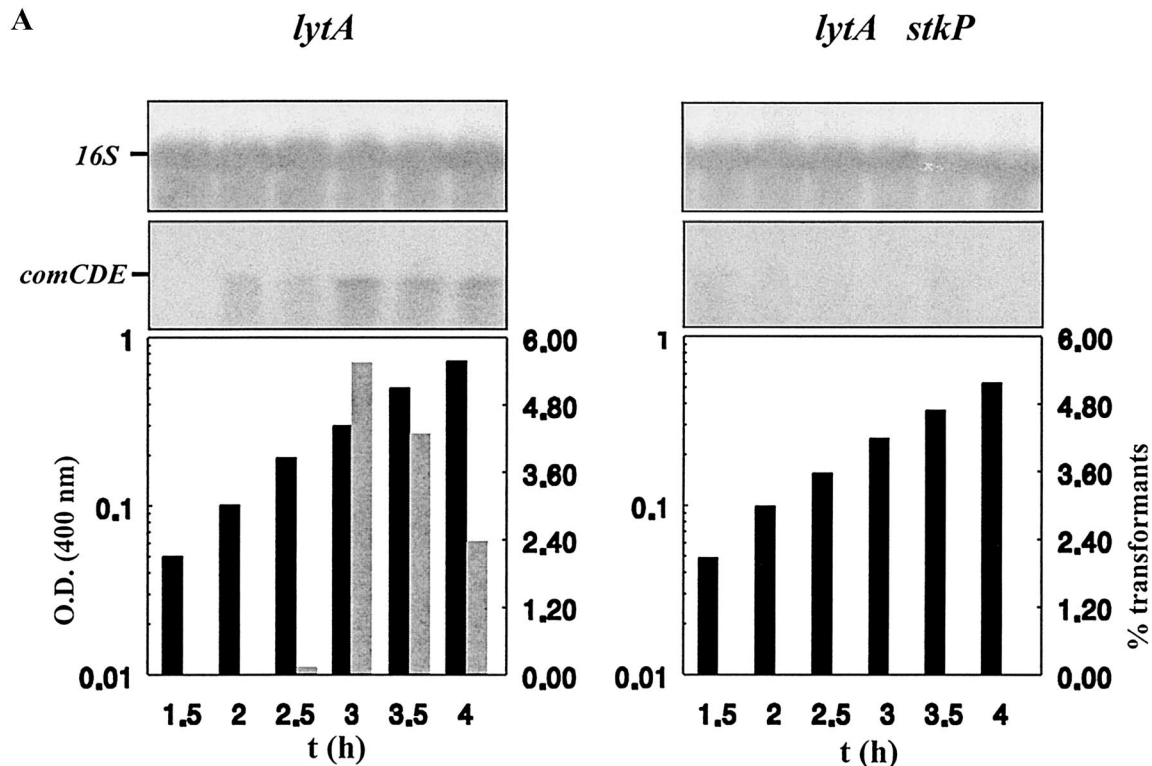 A
lytA
lytA stkP
16S
comCDE
1
0.1
0.01
O.D. (400 nm)
6.00
4.80
3.60
2.40
1.20
0.00
1.5 2 2.5 3 3.5 4
t (h)
1
0.1
0.01
6.00
4.80
3.60
2.40
1.20
0.00
% transformants
1.5 2 2.5 3 3.5 4
t (h)